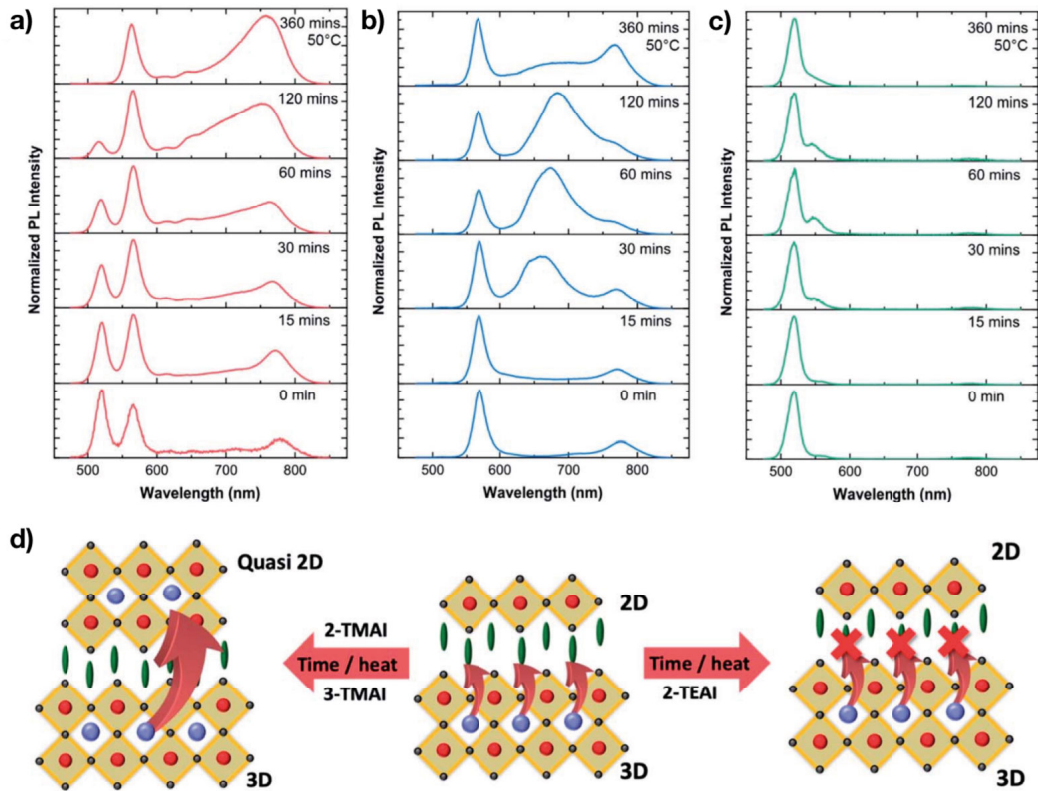 a)
360 mins
50°C
120 mins
60 mins
30 mins
15 mins
0 min
Normalized PL Intensity
500 600 700 800
Wavelength (nm)
b)
360 mins
50°C
120 mins
60 mins
30 mins
15 mins
0 min
Normalized PL Intensity
500 600 700 800
Wavelength (nm)
c)
360 mins
50°C
120 mins
60 mins
30 mins
15 mins
0 min
Normalized PL Intensity
500 600 700 800
Wavelength (nm)
d)
Quasi 2D
3D
2-TMAI
Time / heat
3-TMAI
2D
3D
Time / heat
2-TEAI
2D
3D